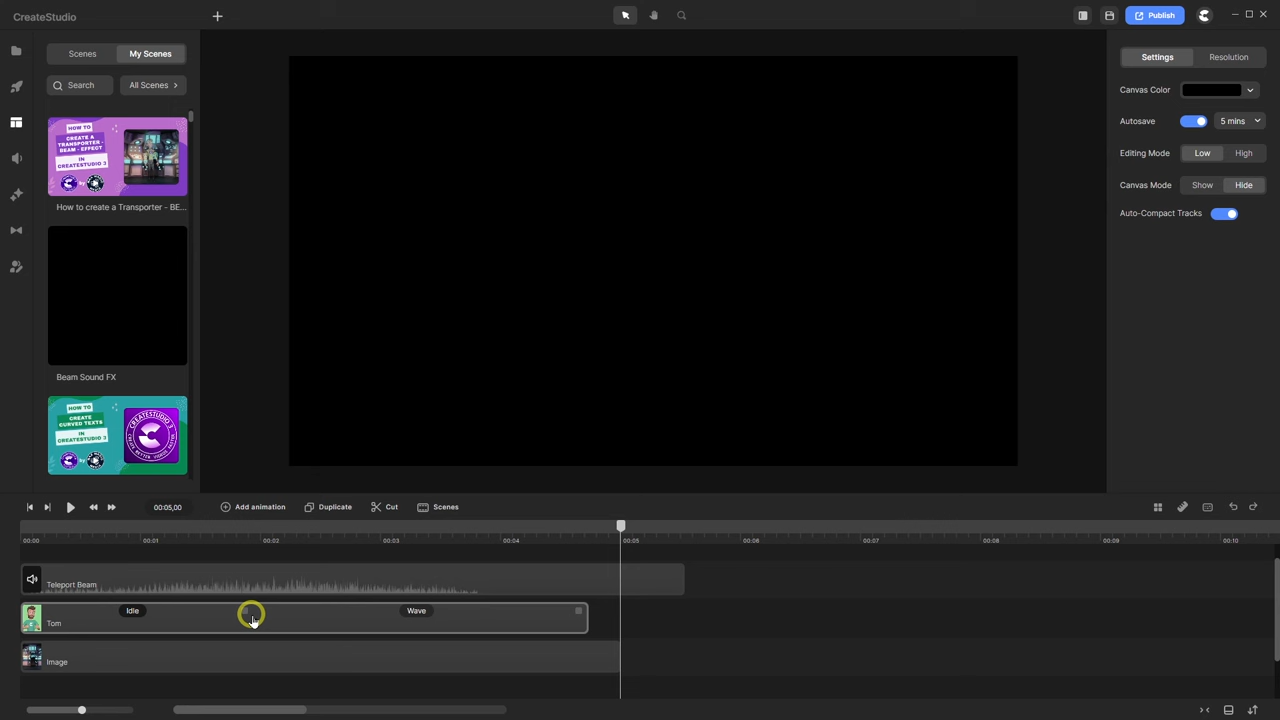 CreateStudio
Publish
Scenes
My Scenes
Search
All Scenes
HOW TO
CREATE A
TRANSPORTER -
BEAM - EFFECT
IN
CREATESTUDIO 3
How to create a Transporter - BE...
Beam Sound FX
HOW TO
CREATE
CURVED TEXTS
IN
CREATESTUDIO 3
Settings
Resolution
Canvas Color
Autosave
5 mins
Editing Mode
Low
High
Canvas Mode
Show
Hide
Auto-Compact Tracks
00:05,00
Add animation
Duplicate
Cut
Scenes
00:00
00:01
00:02
00:03
00:04
00:05
00:06
00:07
00:08
00:09
00:10
Teleport Beam
Idle
Wave
Tom
Image